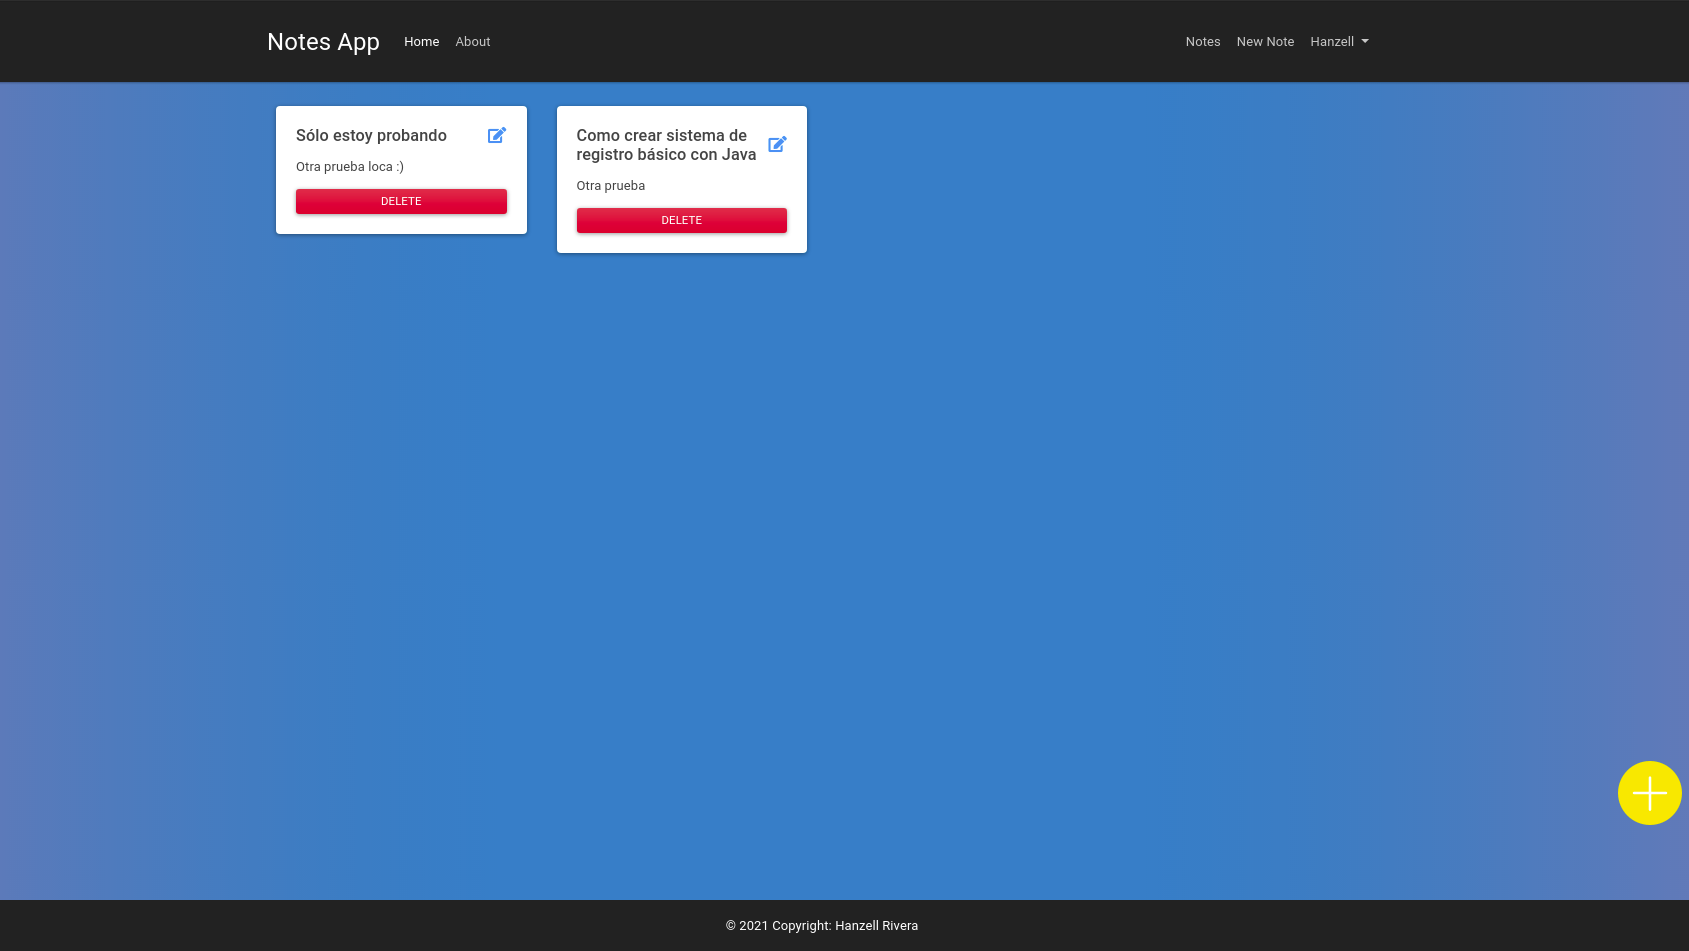 Notes App Home About Notes New Note Hanzell
Sólo estoy probando
Otra prueba loca :)
DELETE
Como crear sistema de
registro básico con Java
Otra prueba
DELETE
© 2021 Copyright: Hanzell Rivera